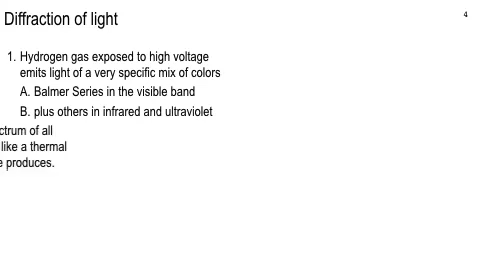 Diffraction of light
4
1. Hydrogen gas exposed to high voltage
emits light of a very specific mix of colors
A. Balmer Series in the visible band
B. plus others in infrared and ultraviolet
of all
like a thermal
produces.